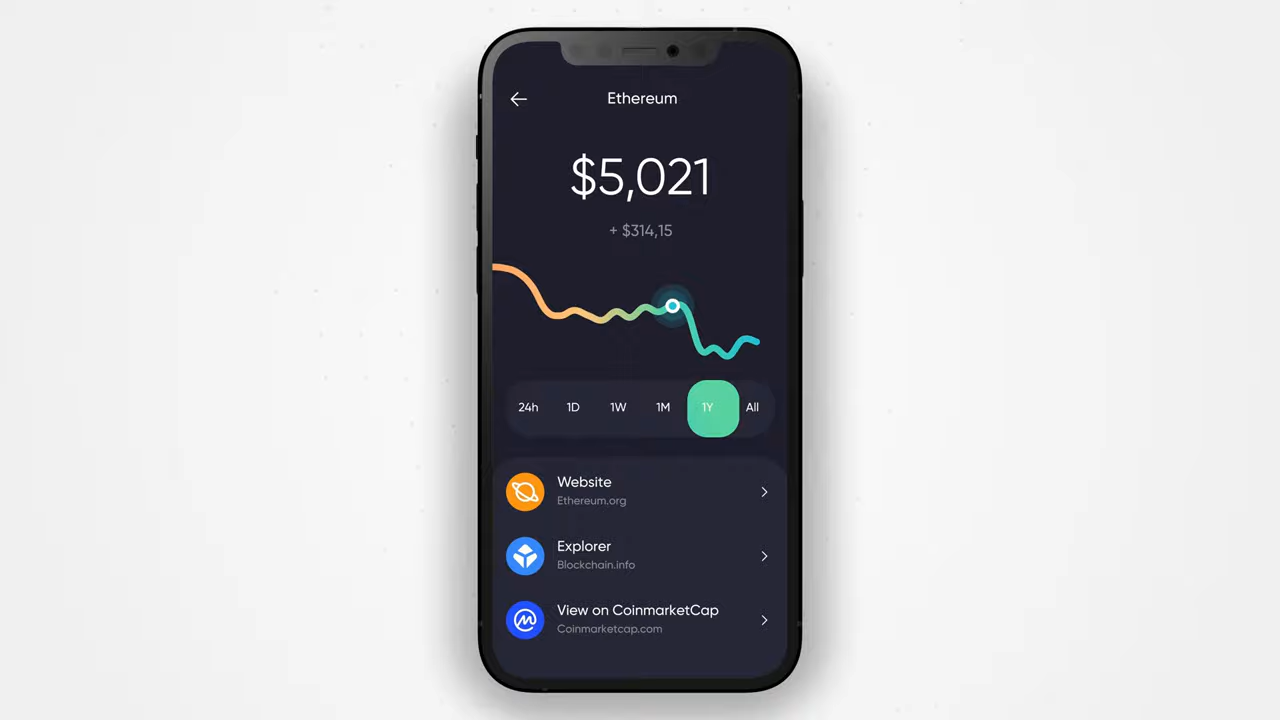 Ethereum
$5,021
+ $314,15
24h 1D 1W 1M 1Y All
Website
Ethereum.org
Explorer
Blockchain.info
View on CoinmarketCap
Coinmarketcap.com